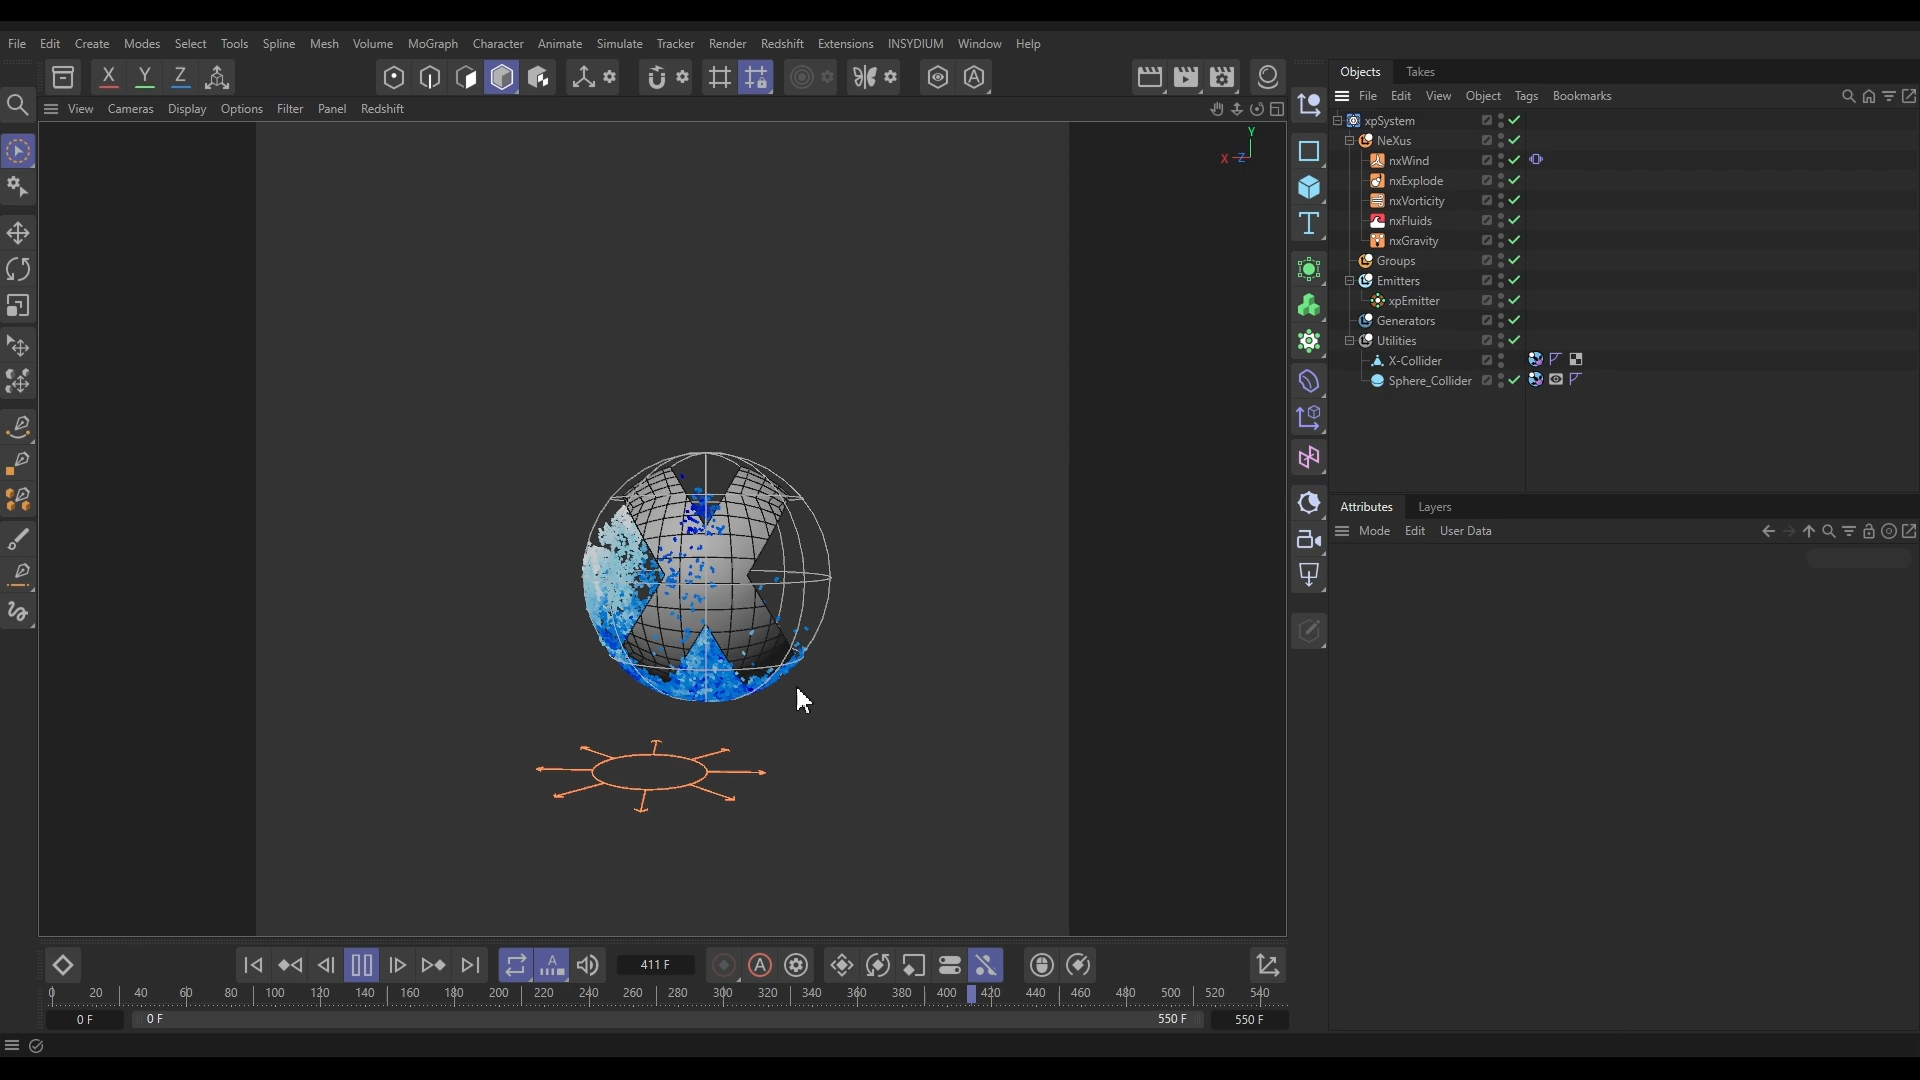 File Edit Create Modes Select Tools Spline Mesh Volume MoGraph Character Animate Simulate Tracker Render Redshift Extensions INSYDIUM Window Help
X Y Z
View Cameras Display Options Filter Panel Redshift
Y
X Z
Objects Takes
File Edit View Object Tags Bookmarks
xpSystem
NeXus
nxWind
nxExplode
nxVorticity
nxFluids
nxGravity
Groups
Emitters
xpEmitter
Generators
Utilities
X-Collider
Sphere_Collider
Attributes Layers
Mode Edit User Data
411 F
0 20 40 60 80 100 120 140 160 180 200 220 240 260 280 300 320 340 360 380 400 420 440 460 480 500 520 540
0 F 0 F 550 F 550 F